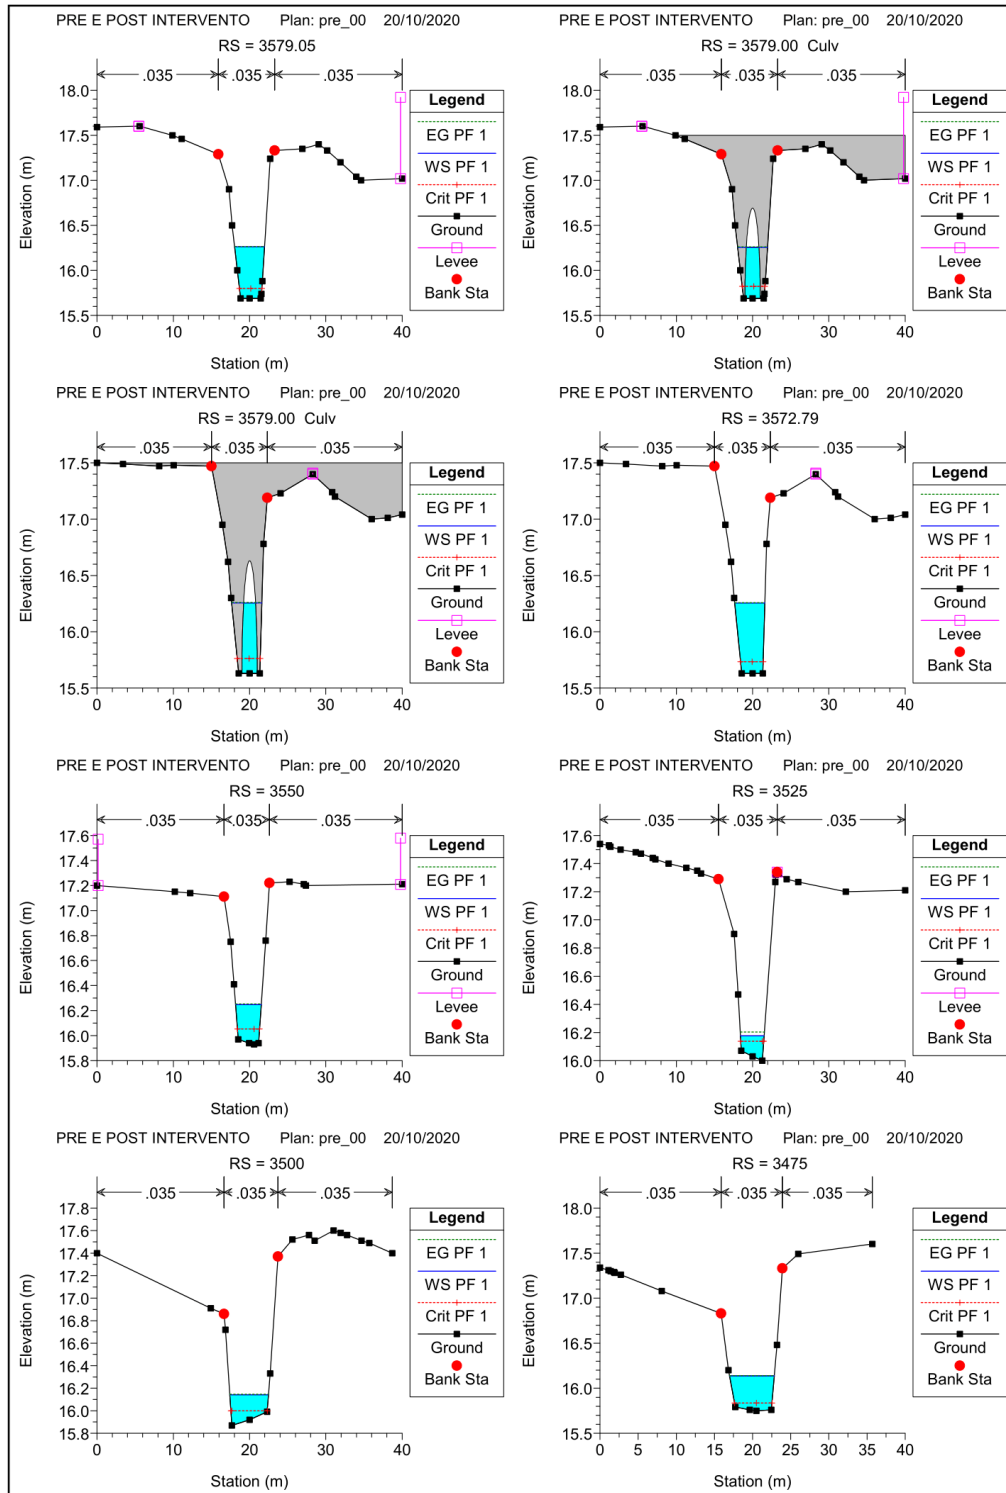 PRE E POST INTERVENTO Plan: pre_00 20/10/2020
RS = 3579.05
.035 .035 .035
18.0
17.5
17.0
16.5
16.0
15.5
0 10 20 30 40
Station (m)
Elevation (m)
Legend
EG PF 1
WS PF 1
Crit PF 1
Ground
Levee
Bank Sta
PRE E POST INTERVENTO Plan: pre_00 20/10/2020
RS = 3579.00 Culv
.035 .035 .035
18.0
17.5
17.0
16.5
16.0
15.5
0 10 20 30 40
Station (m)
Elevation (m)
Legend
EG PF 1
WS PF 1
Crit PF 1
Ground
Levee
Bank Sta
PRE E POST INTERVENTO Plan: pre_00 20/10/2020
RS = 3579.00 Culv
.035 .035 .035
17.5
17.0
16.5
16.0
15.5
0 10 20 30 40
Station (m)
Elevation (m)
Legend
EG PF 1
WS PF 1
Crit PF 1
Ground
Levee
Bank Sta
PRE E POST INTERVENTO Plan: pre_00 20/10/2020
RS = 3572.79
.035 .035 .035
17.5
17.0
16.5
16.0
15.5
0 10 20 30 40
Station (m)
Elevation (m)
Legend
EG PF 1
WS PF 1
Crit PF 1
Ground
Levee
Bank Sta
PRE E POST INTERVENTO Plan: pre_00 20/10/2020
RS = 3550
.035 .035 .035
17.6
17.4
17.2
17.0
16.8
16.6
16.4
16.2
16.0
15.8
0 10 20 30 40
Station (m)
Elevation (m)
Legend
EG PF 1
WS PF 1
Crit PF 1
Ground
Levee
Bank Sta
PRE E POST INTERVENTO Plan: pre_00 20/10/2020
RS = 3525
.035 .035 .035
17.6
17.4
17.2
17.0
16.8
16.6
16.4
16.2
16.0
0 10 20 30 40
Station (m)
Elevation (m)
Legend
EG PF 1
WS PF 1
Crit PF 1
Ground
Levee
Bank Sta
PRE E POST INTERVENTO Plan: pre_00 20/10/2020
RS = 3500
.035 .035 .035
17.8
17.6
17.4
17.2
17.0
16.8
16.6
16.4
16.2
16.0
15.8
0 10 20 30 40
Station (m)
Elevation (m)
Legend
EG PF 1
WS PF 1
Crit PF 1
Ground
Bank Sta
PRE E POST INTERVENTO Plan: pre_00 20/10/2020
RS = 3475
.035 .035 .035
18.0
17.5
17.0
16.5
16.0
15.5
0 5 10 15 20 25 30 35 40
Station (m)
Elevation (m)
Legend
EG PF 1
WS PF 1
Crit PF 1
Ground
Bank Sta